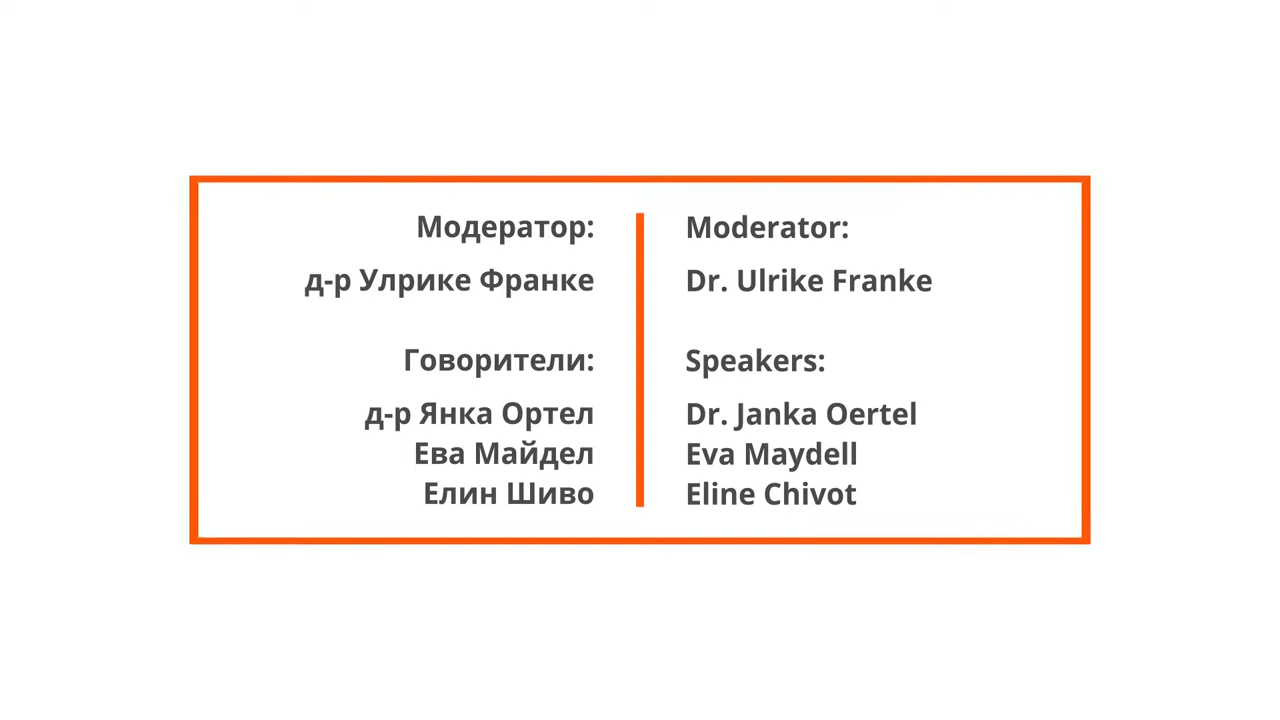 Модератор:
д-р Улрике Франке
Говорители:
д-р Янка Ортел
Ева Майдел
Елин Шиво
Moderator:
Dr. Ulrike Franke
Speakers:
Dr. Janka Oertel
Eva Maydell
Eline Chivot